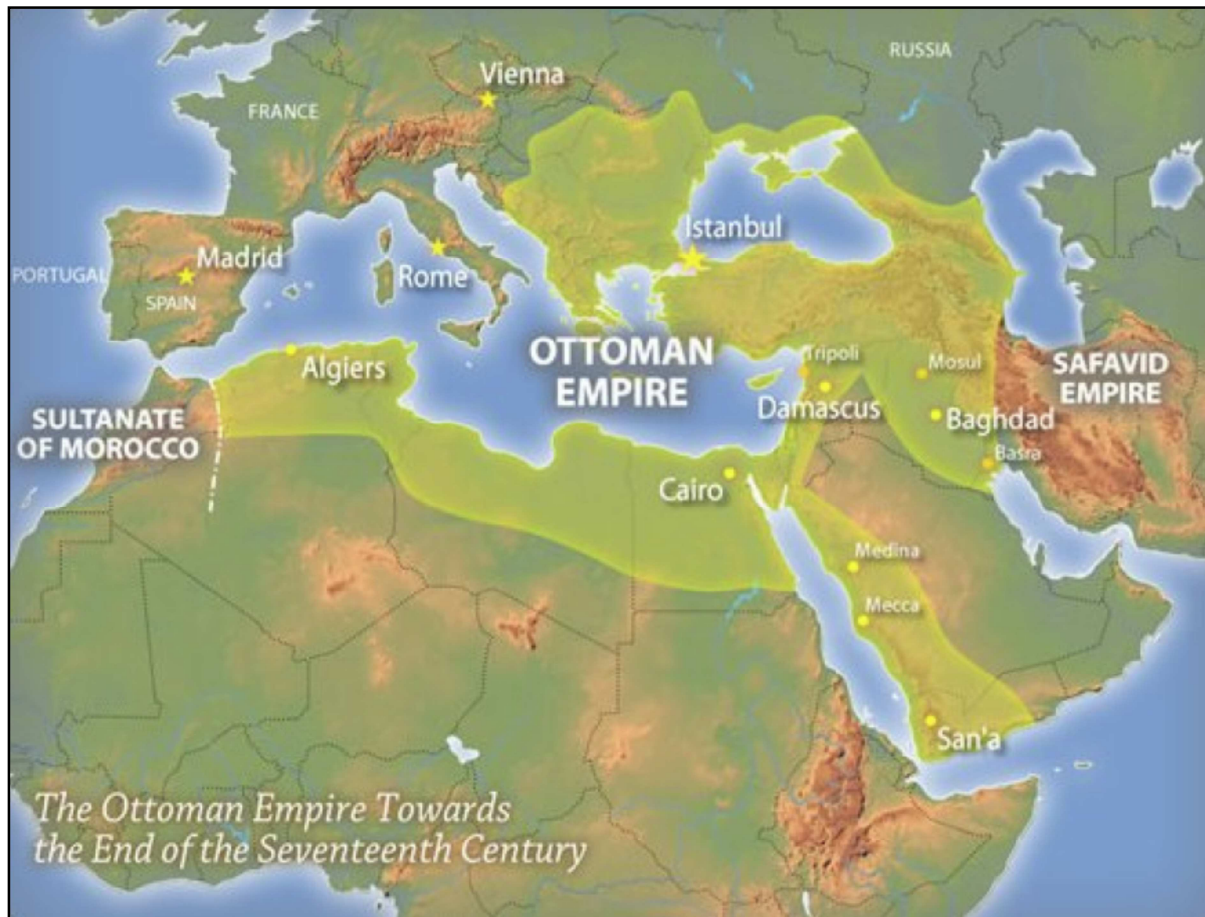 RUSSIA
Vienna
FRANCE
Istanbul
Madrid
PORTUGAL
SPAIN
Rome
OTTOMAN
EMPIRE
Tripoli
Mosul
SAFAVID
EMPIRE
Algiers
Damascus
Baghdad
SULTANATE
OF MOROCCO
Basra
Cairo
Medina
Mecca
San'a
The Ottoman Empire Towards
the End of the Seventeenth Century